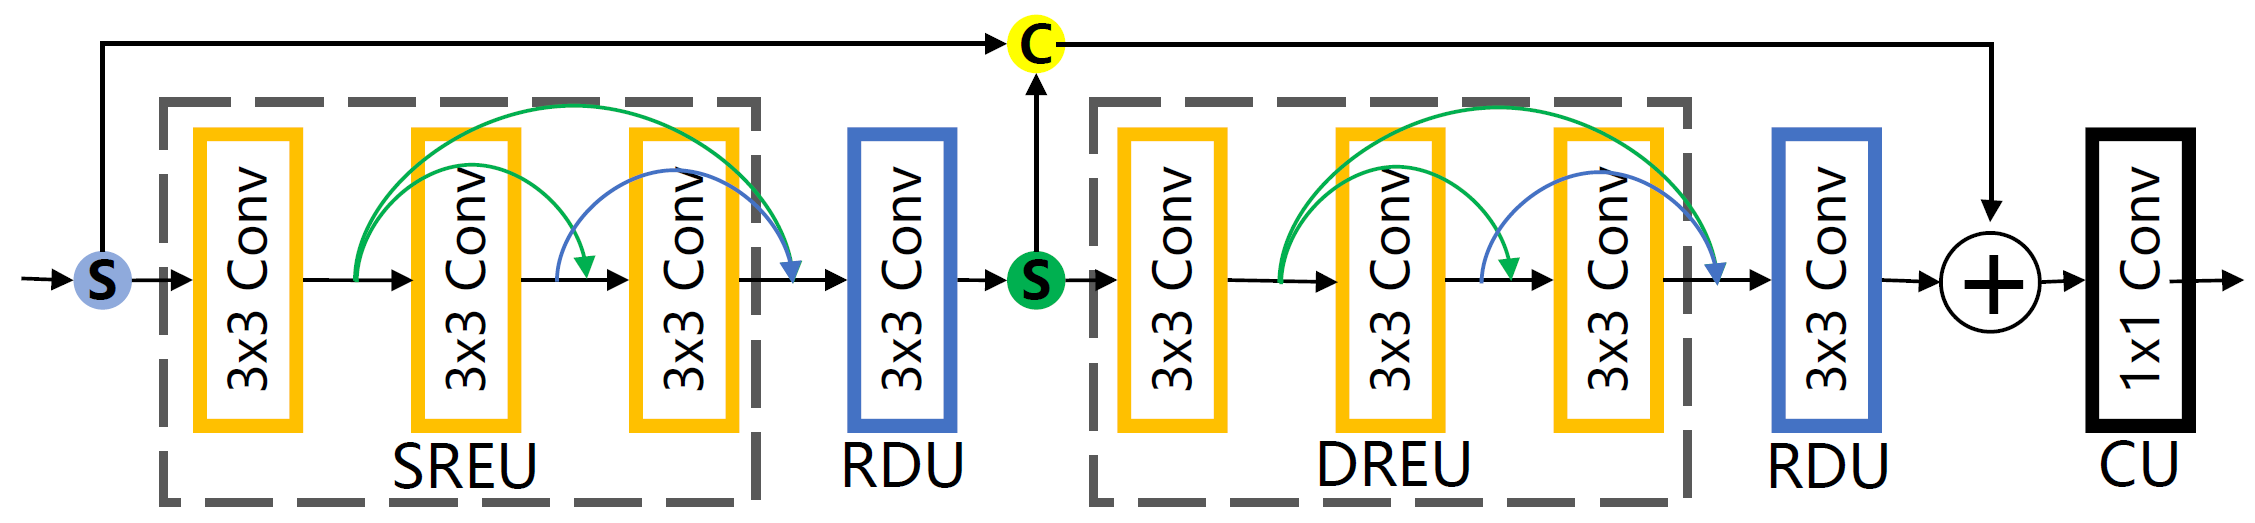 C
S
3x3 Conv
3x3 Conv
3x3 Conv
3x3 Conv
S
3x3 Conv
3x3 Conv
3x3 Conv
3x3 Conv
+
1x1 Conv
SREU
RDU
DREU
RDU
CU